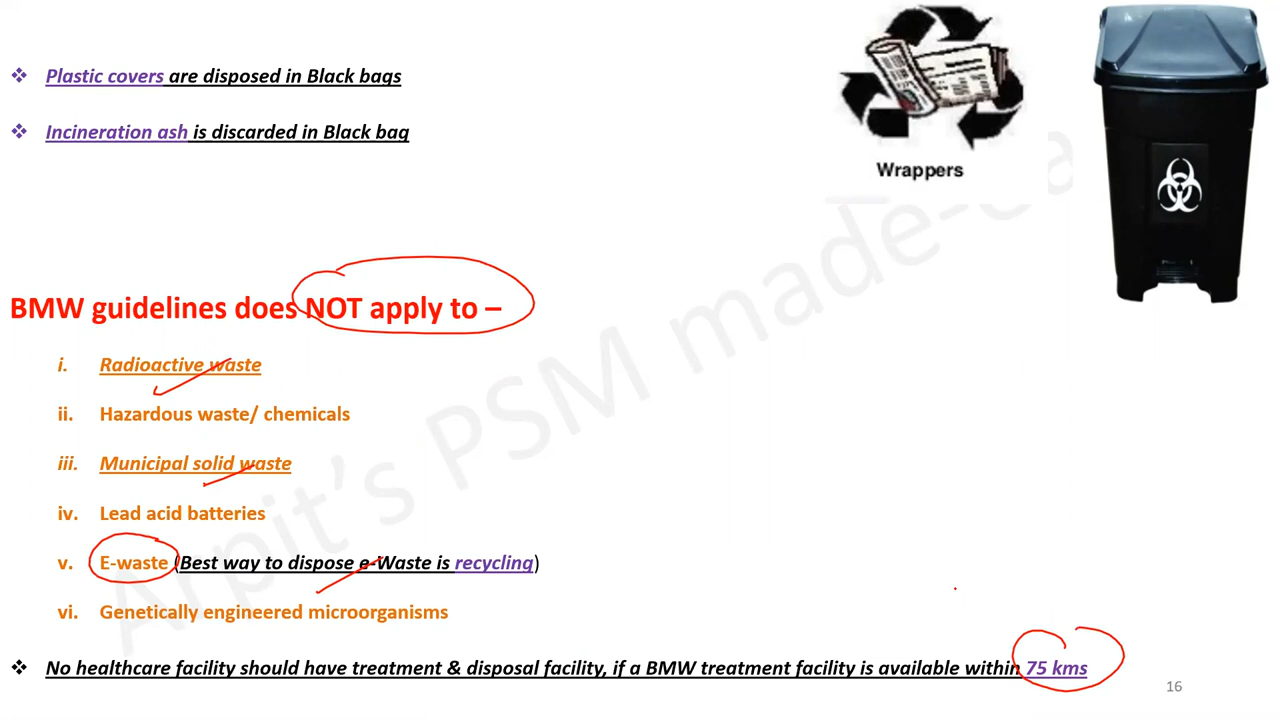 ❖ Plastic covers are disposed in Black bags
❖ Incineration ash is discarded in Black bag
Wrappers
BMW guidelines does NOT apply to –
i. Radioactive waste
ii. Hazardous waste/ chemicals
iii. Municipal solid waste
iv. Lead acid batteries
v. E-waste (Best way to dispose e-Waste is recycling)
vi. Genetically engineered microorganisms
❖ No healthcare facility should have treatment & disposal facility, if a BMW treatment facility is available within 75 kms
16
Arpit's PSM made-